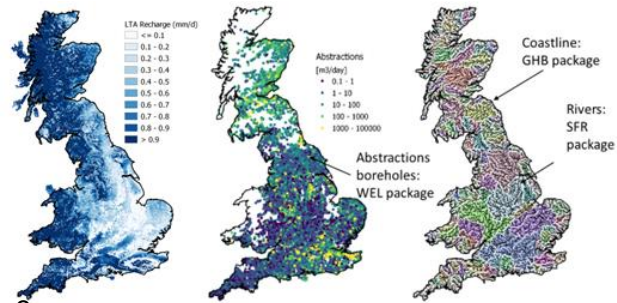 LTA Recharge (mm/d)
<= 0.1
0.1 - 0.2
0.2 - 0.3
0.3 - 0.4
0.4 - 0.5
0.5 - 0.6
0.6 - 0.7
0.7 - 0.8
0.8 - 0.9
> 0.9
Abstractions
[m3/day]
0.1 - 1
1 - 10
10 - 100
100 - 1000
1000 - 100000
Abstractions
boreholes:
WEL package
Coastline:
GHB package
Rivers:
SFR
package